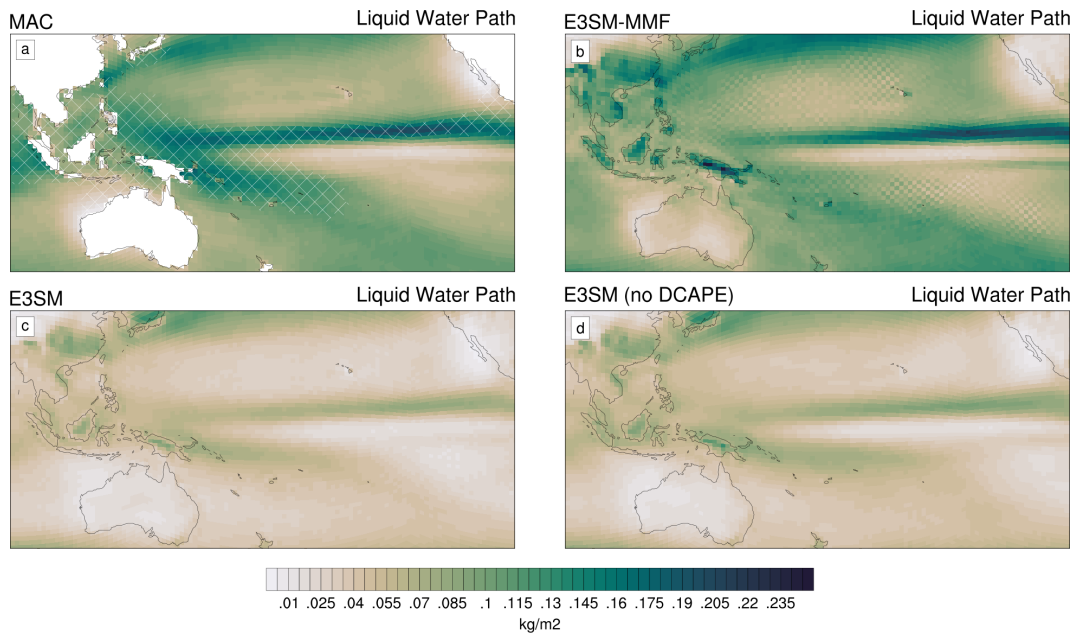 MAC Liquid Water Path
a
E3SM-MMF Liquid Water Path
b
E3SM Liquid Water Path
c
E3SM (no DCAPE) Liquid Water Path
d
.01 .025 .04 .055 .07 .085 .1 .115 .13 .145 .16 .175 .19 .205 .22 .235
kg/m2